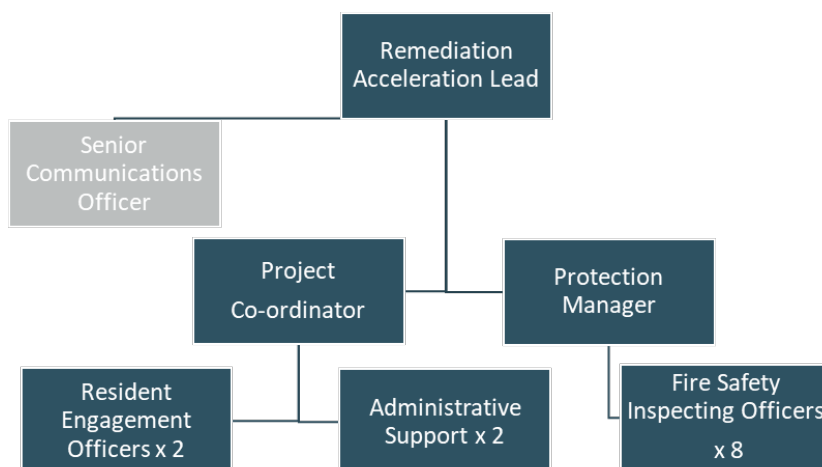 Remediation
Acceleration Lead
Senior
Communications
Officer
Project
Co-ordinator
Protection
Manager
Resident
Engagement
Officers x 2
Administrative
Support x 2
Fire Safety
Inspecting Officers
x 8